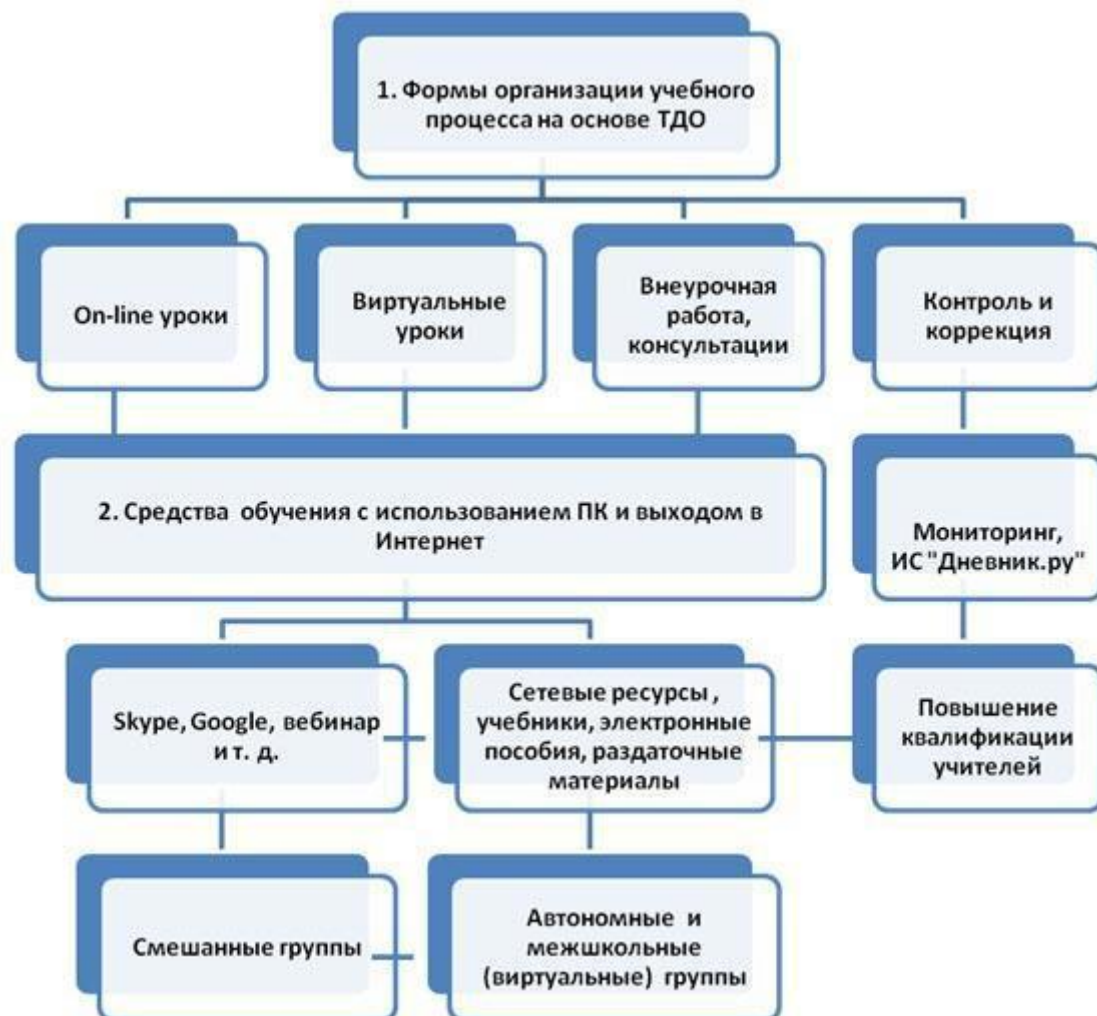 1. Формы организации учебного
процесса на основе ТДО
On-line уроки
Виртуальные
уроки
Внеурочная
работа,
консультации
Контроль и
коррекция
2. Средства обучения с использованием ПК и выходом в
Интернет
Мониторинг,
ИС "Дневник.ру"
Skype, Google, вебинар
и т. д.
Сетевые ресурсы ,
учебники, электронные
пособия, раздаточные
материалы
Повышение
квалификации
учителей
Смешанные группы
Автономные и
межшкольные
(виртуальные) группы